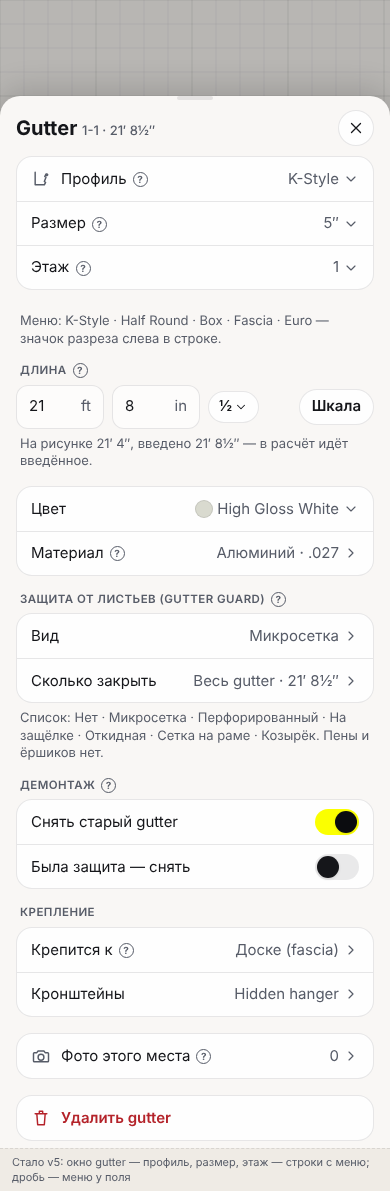 Gutter 1-1 · 21′ 8½″
Профиль ? K-Style
Размер ? 5″
Этаж ? 1
Меню: K-Style · Half Round · Box · Fascia · Euro —
значок разреза слева в строке.
ДЛИНА ?
21 ft 8 in ½ Шкала
На рисунке 21′ 4″, введено 21′ 8½″ — в расчёт идёт
введённое.
Цвет High Gloss White
Материал ? Алюминий · .027
ЗАЩИТА ОТ ЛИСТЬЕВ (GUTTER GUARD) ?
Вид Микросетка
Сколько закрыть Весь gutter · 21′ 8½″
Список: Нет · Микросетка · Перфорированный · На
защёлке · Откидная · Сетка на раме · Козырёк. Пены и
ёршиков нет.
ДЕМОНТАЖ ?
Снять старый gutter
Была защита — снять
КРЕПЛЕНИЕ
Крепится к ? Доске (fascia)
Кронштейны Hidden hanger
Фото этого места ? 0
Удалить gutter
Стало v5: окно gutter — профиль, размер, этаж — строки с меню;
дробь — меню у поля